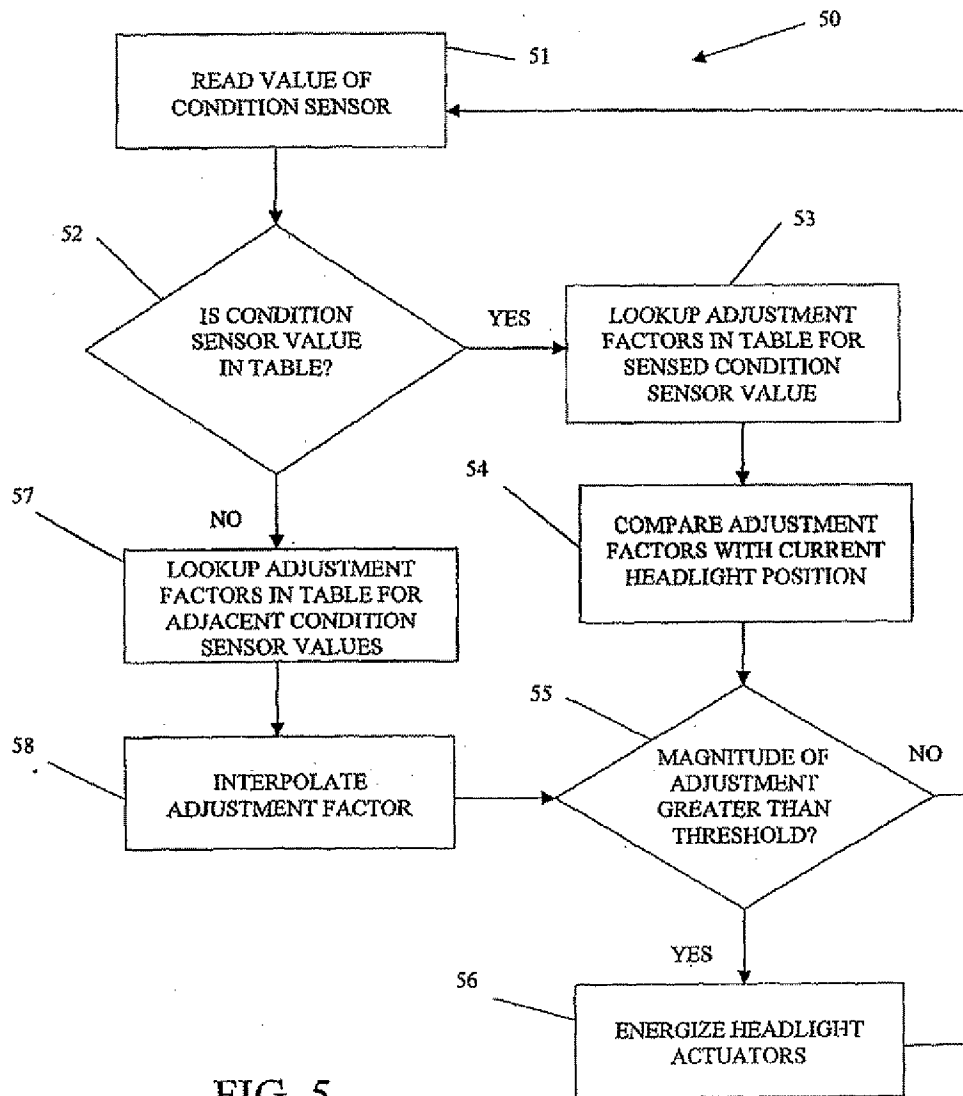 50
51
READ VALUE OF
CONDITION SENSOR
52
53
IS CONDITION
SENSOR VALUE
IN TABLE?
YES
LOOKUP ADJUSTMENT
FACTORS IN TABLE FOR
SENSED CONDITION
SENSOR VALUE
54
57
NO
COMPARE ADJUSTMENT
FACTORS WITH CURRENT
HEADLIGHT POSITION
LOOKUP ADJUSTMENT
FACTORS IN TABLE FOR
ADJACENT CONDITION
SENSOR VALUES
55
58
INTERPOLATE
ADJUSTMENT FACTOR
MAGNITUDE OF
ADJUSTMENT
GREATER THAN
THRESHOLD?
NO
YES
56
ENERGIZE HEADLIGHT
ACTUATORS
FIG. 5